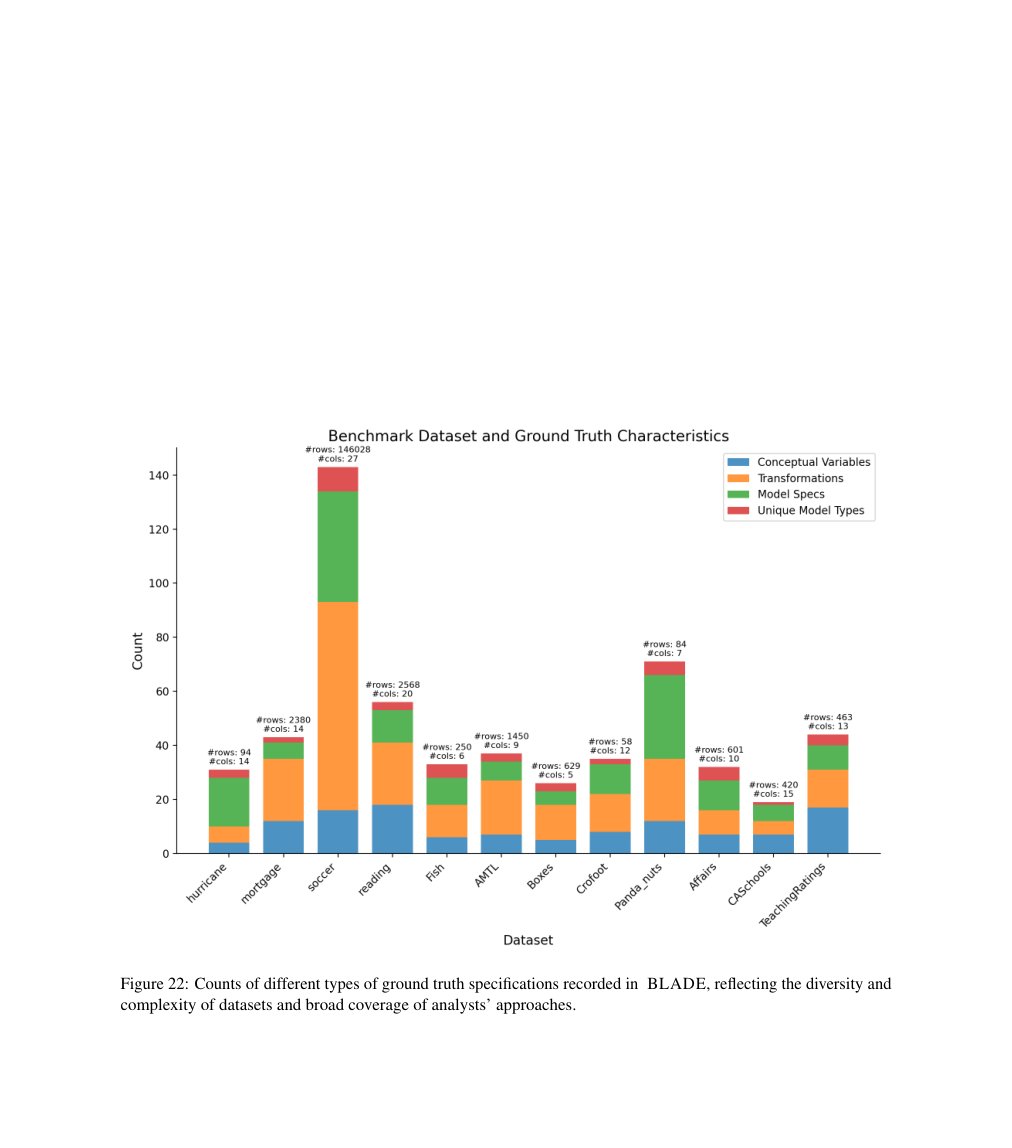 Benchmark Dataset and Ground Truth Characteristics
#rows: 146028
#cols: 27
Conceptual Variables
Transformations
Model Specs
Unique Model Types
140
120
100
80
60
40
20
0
Count
#rows: 94
#cols: 14
#rows: 2380
#cols: 14
#rows: 2568
#cols: 20
#rows: 250
#cols: 6
#rows: 1450
#cols: 9
#rows: 629
#cols: 5
#rows: 58
#cols: 12
#rows: 84
#cols: 7
#rows: 601
#cols: 10
#rows: 420
#cols: 15
#rows: 463
#cols: 13
hurricane
mortgage
soccer
reading
Fish
AMTL
Boxes
Crofoot
Panda_nuts
Affairs
CASchools
TeachingRatings
Dataset
Figure 22: Counts of different types of ground truth specifications recorded in BLADE, reflecting the diversity and
complexity of datasets and broad coverage of analysts’ approaches.